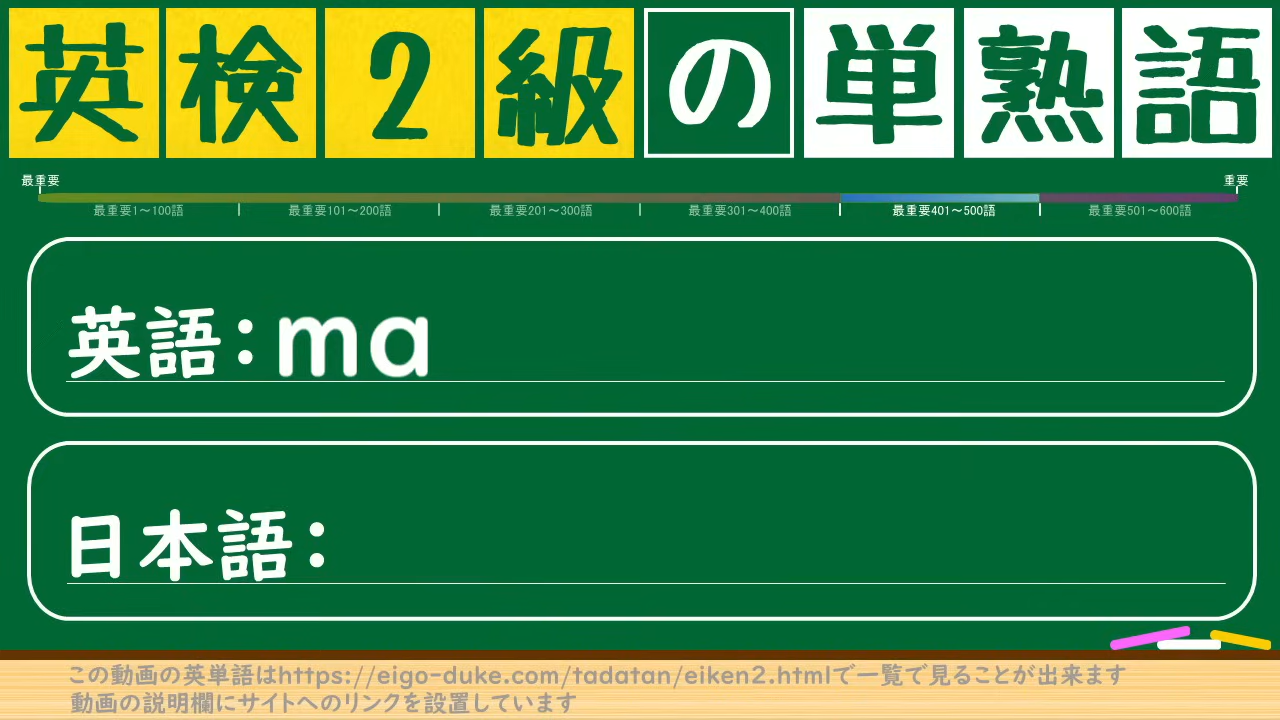 英検2級の単熟語
最重要 重要
最重要1～100語 最重要101～200語 最重要201～300語 最重要301～400語 最重要401～500語 最重要501～600語
英語：ma
日本語：
この動画の英単語はhttps://eigo-duke.com/tadatan/eiken2.htmlで一覧で見ることが出来ます
動画の説明欄にサイトへのリンクを設置しています